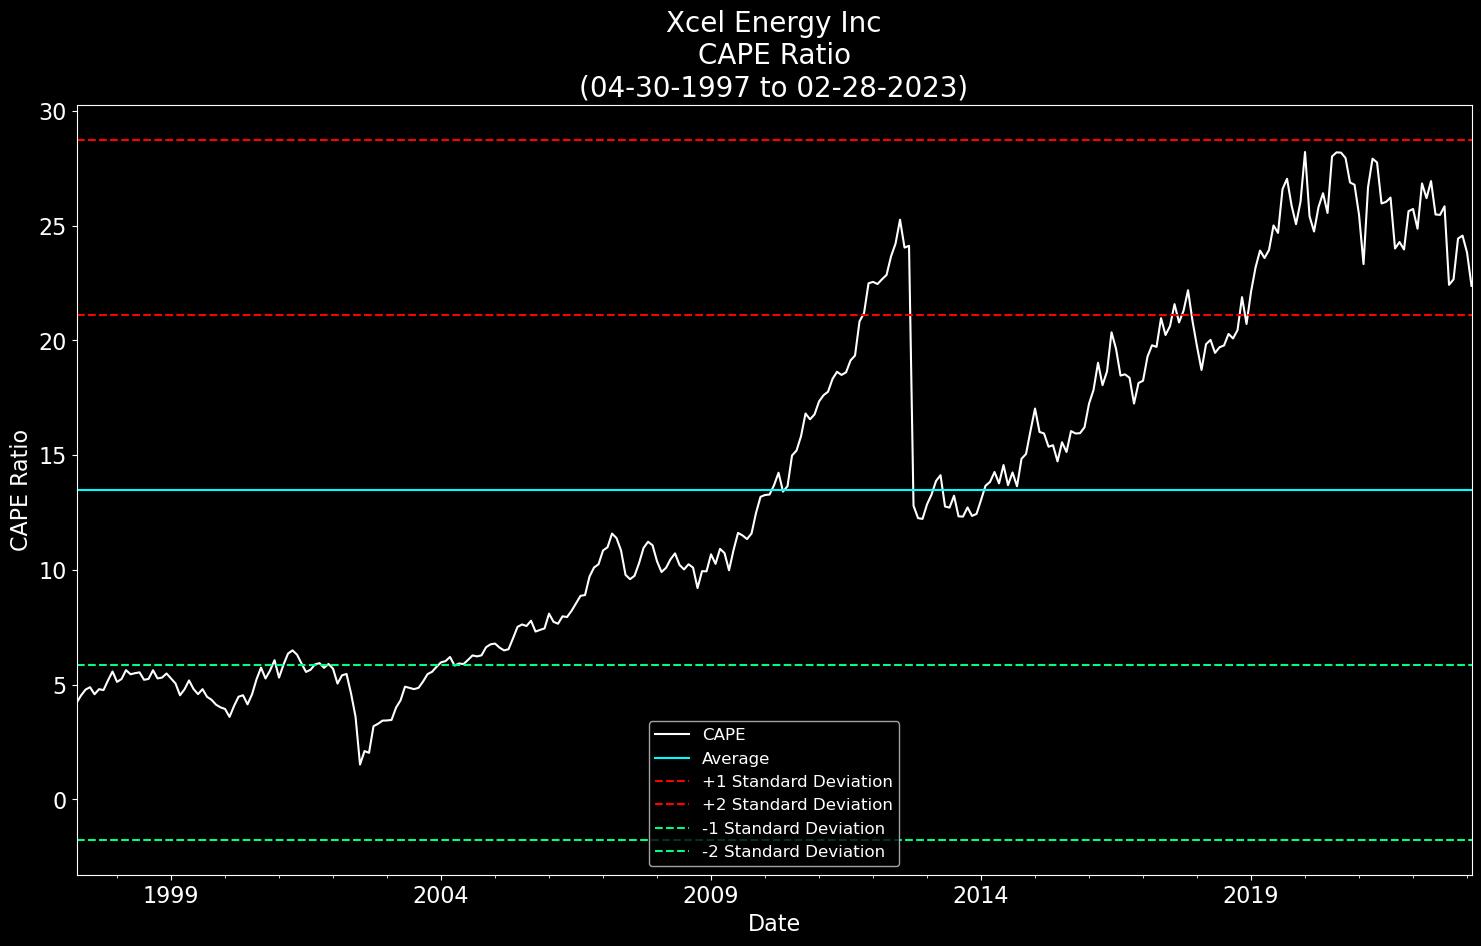 Xcel Energy Inc
CAPE Ratio
(04-30-1997 to 02-28-2023)
30
25
20
15
10
5
0
CAPE Ratio
CAPE
Average
+1 Standard Deviation
+2 Standard Deviation
-1 Standard Deviation
-2 Standard Deviation
1999 2004 2009 2014 2019
Date